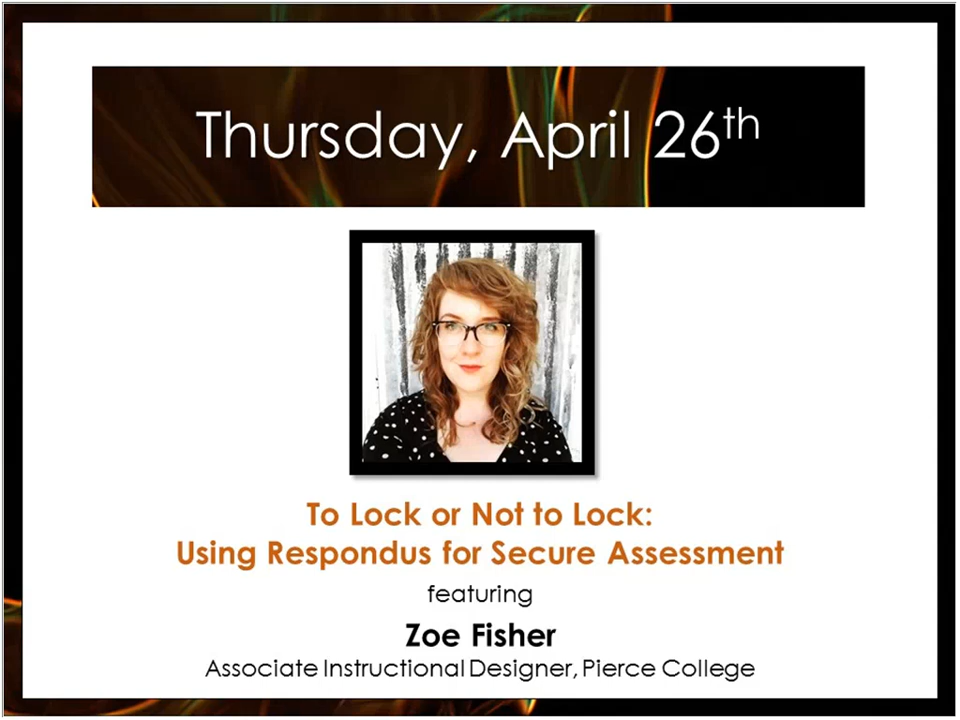 Thursday, April 26th
To Lock or Not to Lock:
Using Respondus for Secure Assessment
featuring
Zoe Fisher
Associate Instructional Designer, Pierce College